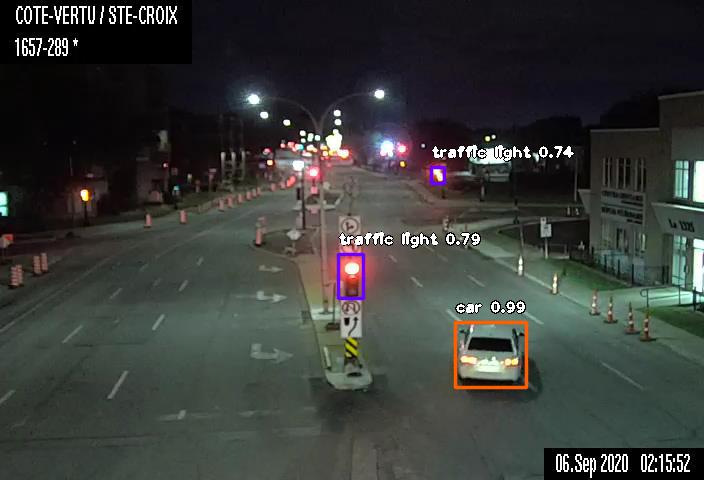 COTE-VERTU / STE-CROIX
1657-289 *
traffic light 0.74
traffic light 0.79
car 0.99
06.Sep 2020 02:15:52